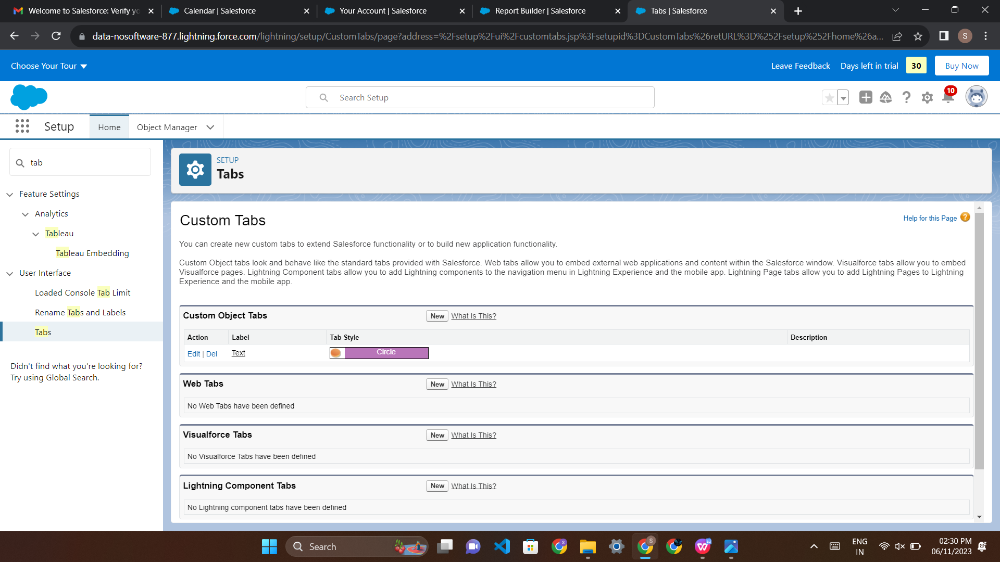 Welcome to Salesforce: Verify yo
Calendar | Salesforce
Your Account | Salesforce
Report Builder | Salesforce
Tabs | Salesforce
data-nosoftware-877.lightning.force.com/lightning/setup/CustomTabs/page?address=%2Fsetup%2Fui%2Fcustomtabs.jsp%3Fsetupid%3DCustomTabs%26retURL%3D%252Fsetup%252Fhome%26a...
S
Choose Your Tour
Leave Feedback
Days left in trial
30
Buy Now
Search Setup
10
Setup
Home
Object Manager
tab
Feature Settings
Analytics
Tableau
Tableau Embedding
User Interface
Loaded Console Tab Limit
Rename Tabs and Labels
Tabs
Didn't find what you're looking for?
Try using Global Search.
SETUP
Tabs
Custom Tabs
Help for this Page
You can create new custom tabs to extend Salesforce functionality or to build new application functionality.
Custom Object tabs look and behave like the standard tabs provided with Salesforce. Web tabs allow you to embed external web applications and content within the Salesforce window. Visualforce tabs allow you to embed
Visualforce pages. Lightning Component tabs allow you to add Lightning components to the navigation menu in Lightning Experience and the mobile app. Lightning Page tabs allow you to add Lightning Pages to Lightning
Experience and the mobile app.
Custom Object Tabs
New
What Is This?
Action
Label
Tab Style
Description
Edit | Del
Text
Circle
Web Tabs
New
What Is This?
No Web Tabs have been defined
Visualforce Tabs
New
What Is This?
No Visualforce Tabs have been defined
Lightning Component Tabs
New
What Is This?
No Lightning component tabs have been defined
Search
ENG
IN
02:30 PM
06/11/2023